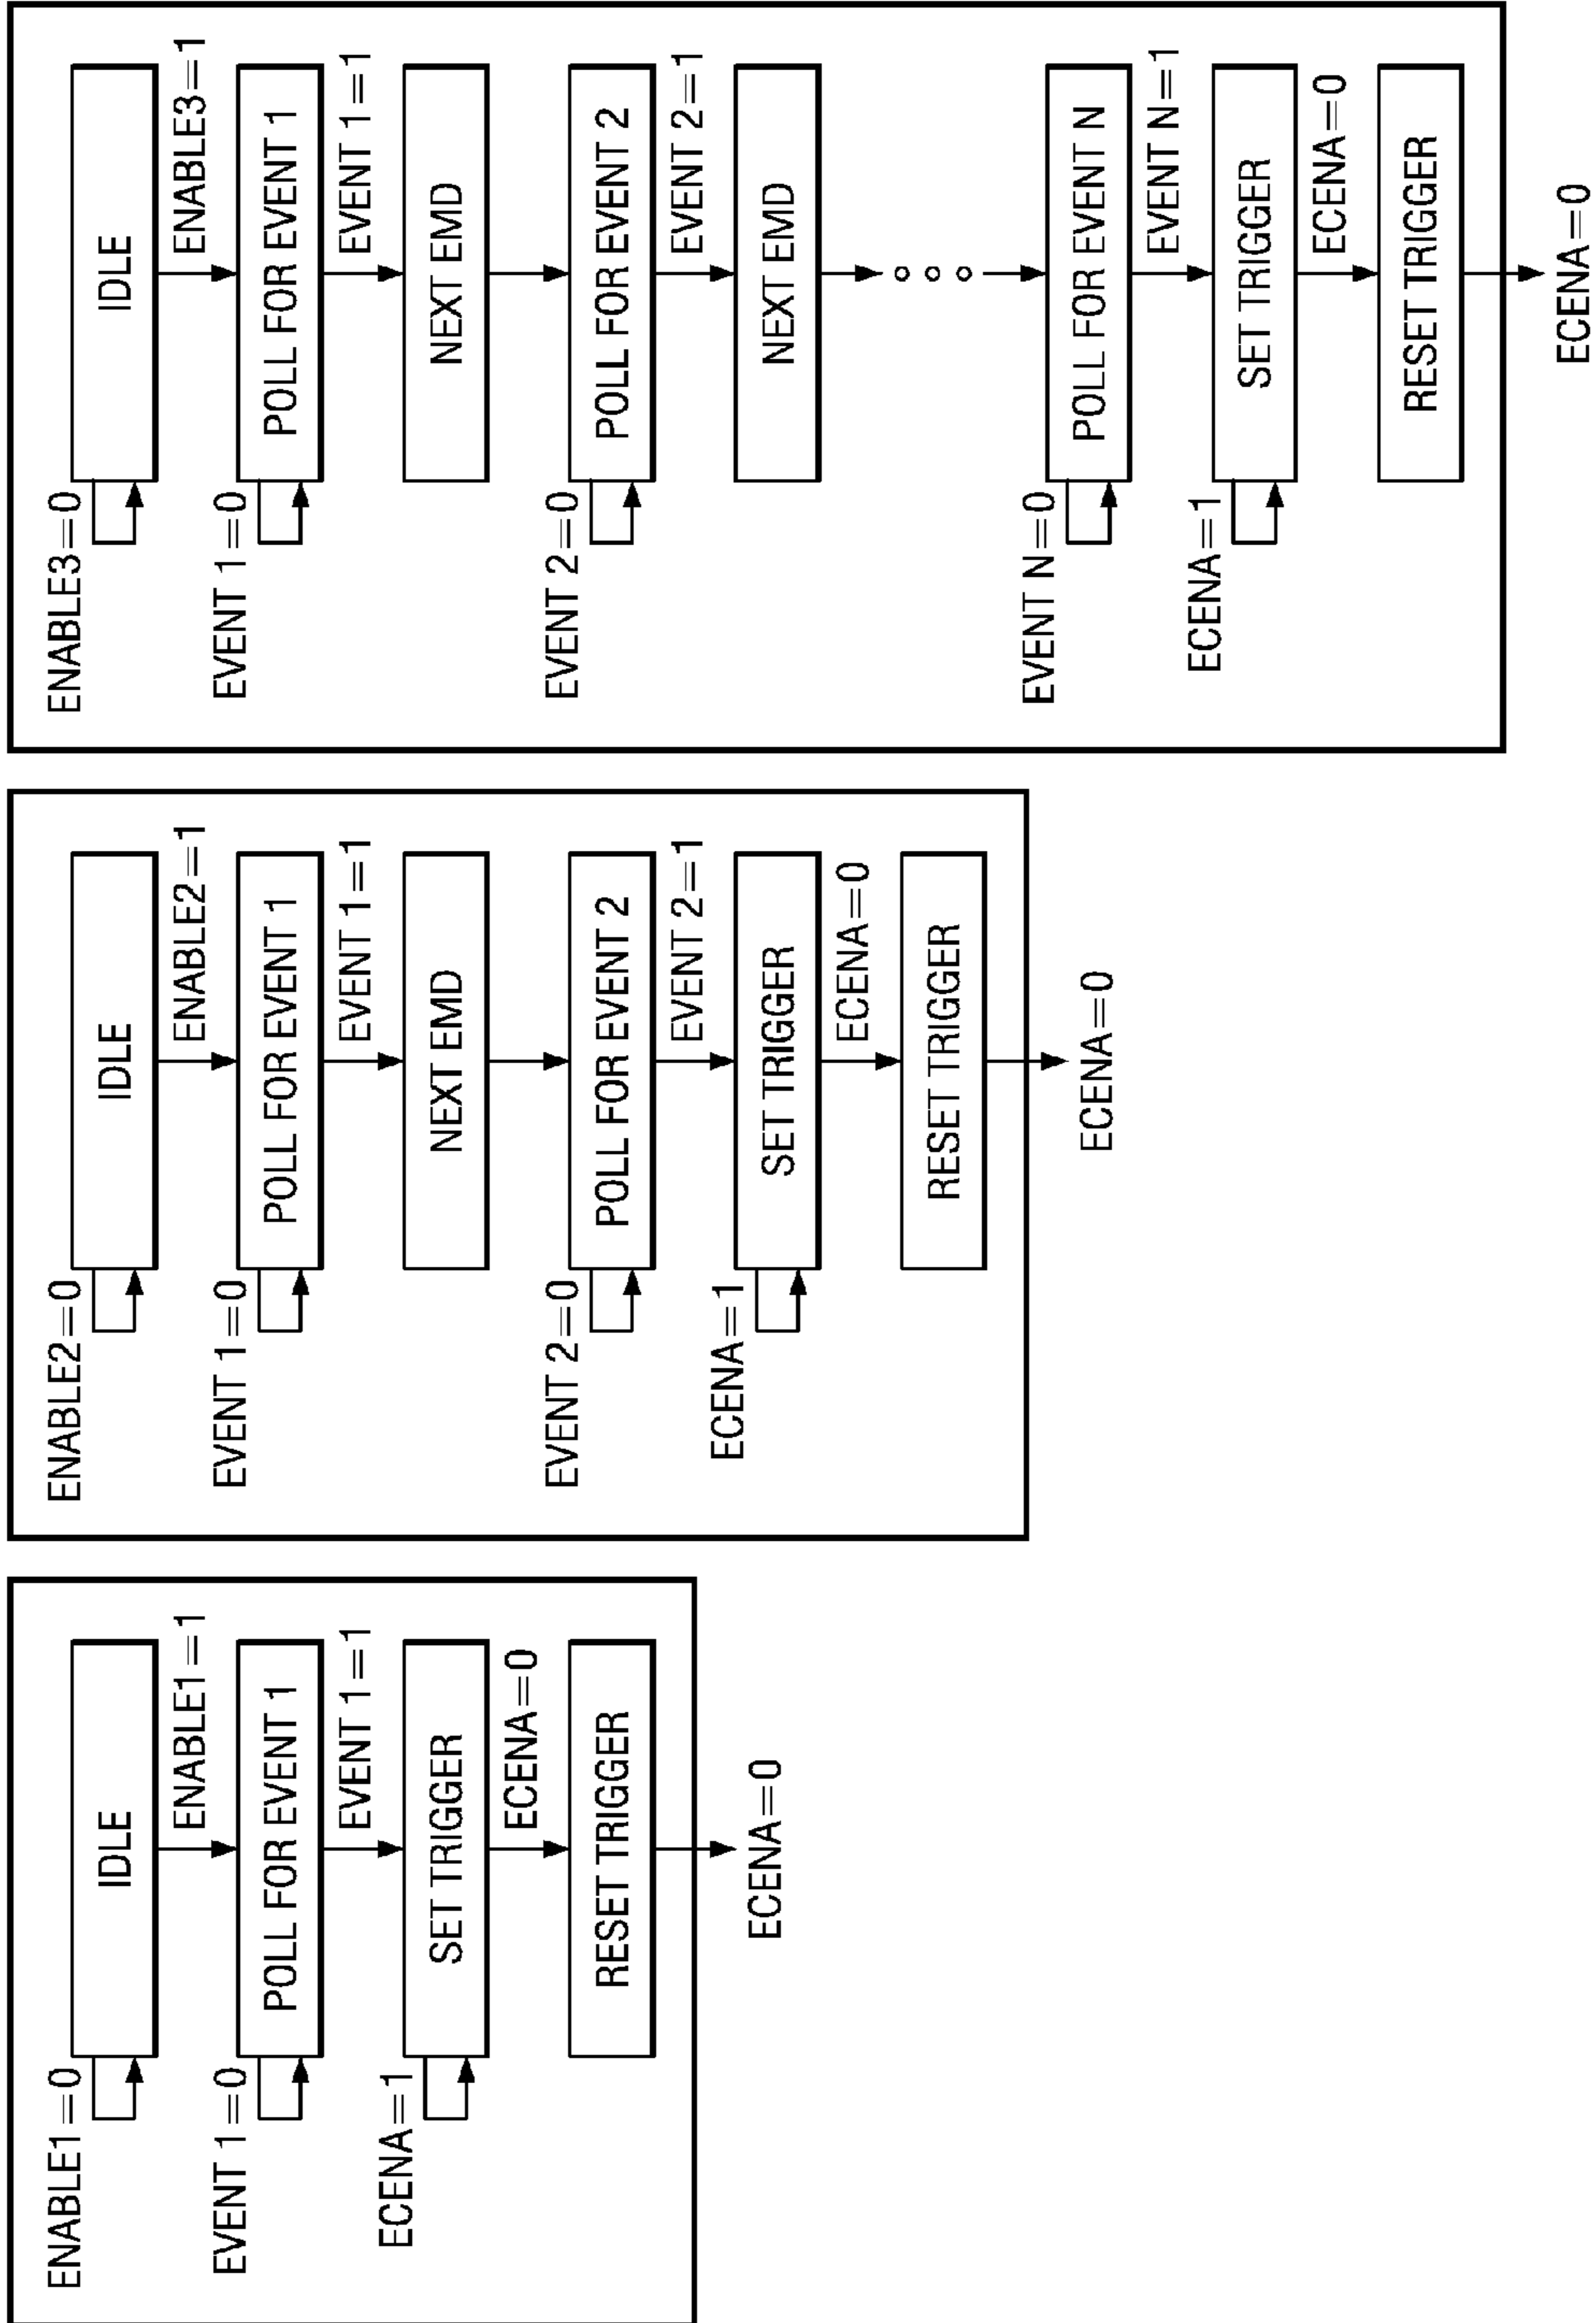 ENABLE1=0
IDLE
ENABLE1=1
EVENT 1=0
POLL FOR EVENT 1
EVENT 1=1
ECENA=1
SET TRIGGER
ECENA=0
RESET TRIGGER
ECENA=0
ENABLE2=0
IDLE
ENABLE2=1
EVENT 1=0
POLL FOR EVENT 1
EVENT 1=1
NEXT EMD
EVENT 2=0
POLL FOR EVENT 2
EVENT 2=1
ECENA=1
SET TRIGGER
ECENA=0
RESET TRIGGER
ECENA=0
ENABLE3=0
IDLE
ENABLE3=1
EVENT 1=0
POLL FOR EVENT 1
EVENT 1=1
NEXT EMD
EVENT 2=0
POLL FOR EVENT 2
EVENT 2=1
NEXT EMD
EVENT N=0
POLL FOR EVENT N
EVENT N=1
ECENA=1
SET TRIGGER
ECENA=0
RESET TRIGGER
ECENA=0